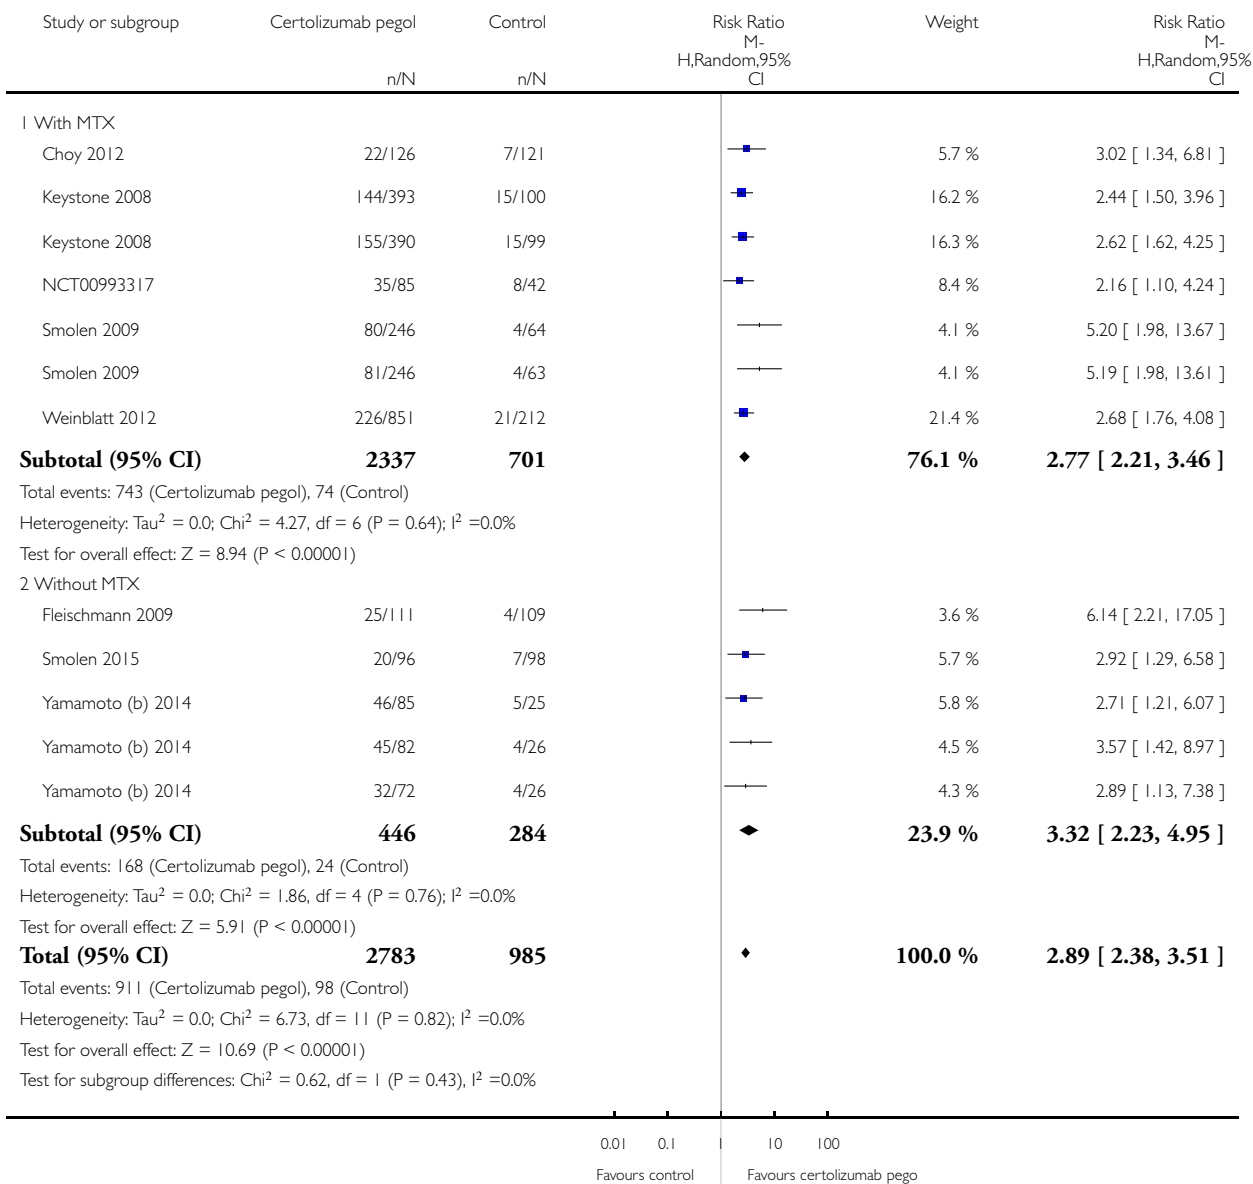 Study or subgroup Certolizumab pegol Control Risk Ratio Weight Risk Ratio
M- M-
H,Random,95% H,Random,95%
n/N n/N CI CI
1 With MTX
Choy 2012 22/126 7/121 5.7 % 3.02 [ 1.34, 6.81 ]
Keystone 2008 144/393 15/100 16.2 % 2.44 [ 1.50, 3.96 ]
Keystone 2008 155/390 15/99 16.3 % 2.62 [ 1.62, 4.25 ]
NCT00993317 35/85 8/42 8.4 % 2.16 [ 1.10, 4.24 ]
Smolen 2009 80/246 4/64 4.1 % 5.20 [ 1.98, 13.67 ]
Smolen 2009 81/246 4/63 4.1 % 5.19 [ 1.98, 13.61 ]
Weinblatt 2012 226/851 21/212 21.4 % 2.68 [ 1.76, 4.08 ]
Subtotal (95% CI) 2337 701 76.1 % 2.77 [ 2.21, 3.46 ]
Total events: 743 (Certolizumab pegol), 74 (Control)
Heterogeneity: Tau² = 0.0; Chi² = 4.27, df = 6 (P = 0.64); I² =0.0%
Test for overall effect: Z = 8.94 (P < 0.00001)
2 Without MTX
Fleischmann 2009 25/111 4/109 3.6 % 6.14 [ 2.21, 17.05 ]
Smolen 2015 20/96 7/98 5.7 % 2.92 [ 1.29, 6.58 ]
Yamamoto (b) 2014 46/85 5/25 5.8 % 2.71 [ 1.21, 6.07 ]
Yamamoto (b) 2014 45/82 4/26 4.5 % 3.57 [ 1.42, 8.97 ]
Yamamoto (b) 2014 32/72 4/26 4.3 % 2.89 [ 1.13, 7.38 ]
Subtotal (95% CI) 446 284 23.9 % 3.32 [ 2.23, 4.95 ]
Total events: 168 (Certolizumab pegol), 24 (Control)
Heterogeneity: Tau² = 0.0; Chi² = 1.86, df = 4 (P = 0.76); I² =0.0%
Test for overall effect: Z = 5.91 (P < 0.00001)
Total (95% CI) 2783 985 100.0 % 2.89 [ 2.38, 3.51 ]
Total events: 911 (Certolizumab pegol), 98 (Control)
Heterogeneity: Tau² = 0.0; Chi² = 6.73, df = 11 (P = 0.82); I² =0.0%
Test for overall effect: Z = 10.69 (P < 0.00001)
Test for subgroup differences: Chi² = 0.62, df = 1 (P = 0.43), I² =0.0%
0.01 0.1 1 10 100
Favours control Favours certolizumab pego